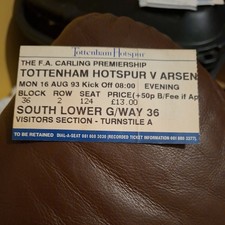 Tottenham Hotspur
THE F.A. CARLING PREMIERSHIP
TOTTENHAM HOTSPUR V ARSEN
MON 16 AUG 93 Kick Off 08:00 EVENING
BLOCK ROW SEAT PRICE(+50p B/Fee if Ap
36 2 124 £13.00
SOUTH LOWER G/WAY 36
VISITORS SECTION - TURNSTILE A
TO BE RETAINED